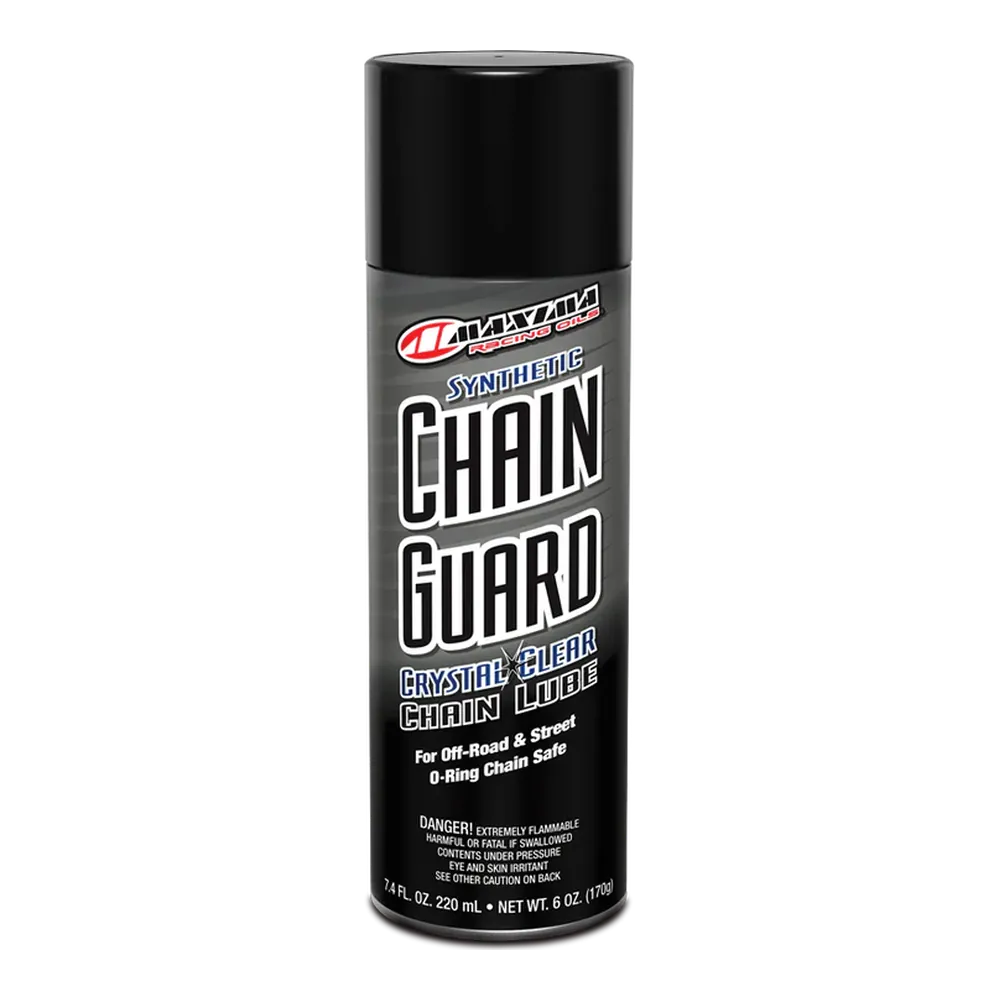 MAXIMA
RACING OILS
SYNTHETIC
CHAIN
GUARD
CRYSTAL CLEAR
CHAIN LUBE
For Off-Road & Street
O-Ring Chain Safe
DANGER! EXTREMELY FLAMMABLE
HARMFUL OR FATAL IF SWALLOWED
CONTENTS UNDER PRESSURE
EYE AND SKIN IRRITANT
SEE OTHER CAUTION ON BACK
7.4 FL. OZ. 220 mL • NET WT. 6 OZ. (170g)